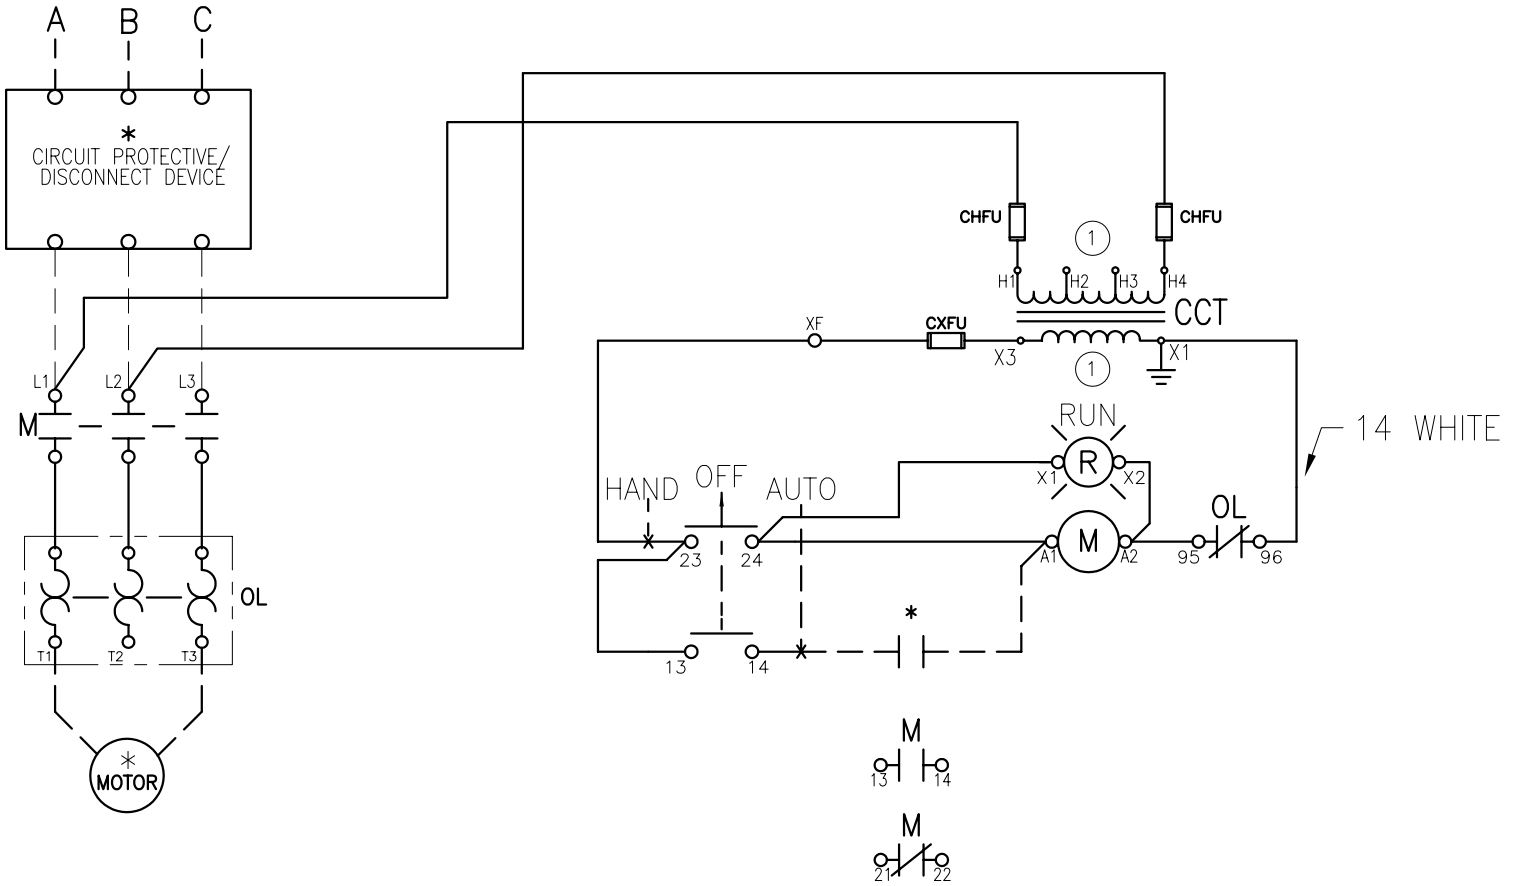 A B C
*
CIRCUIT PROTECTIVE/
DISCONNECT DEVICE
CHFU CHFU
1
H1 H2 H3 H4
CCT
XF CXFU
X3 X1
1
L1 L2 L3
M
RUN
14 WHITE
R
X1 X2
HAND OFF AUTO
OL
M
23 24 A1 A2 95 96
OL
*
T1 T2 T3
13 14
*
MOTOR
M
13 14
M
21 22